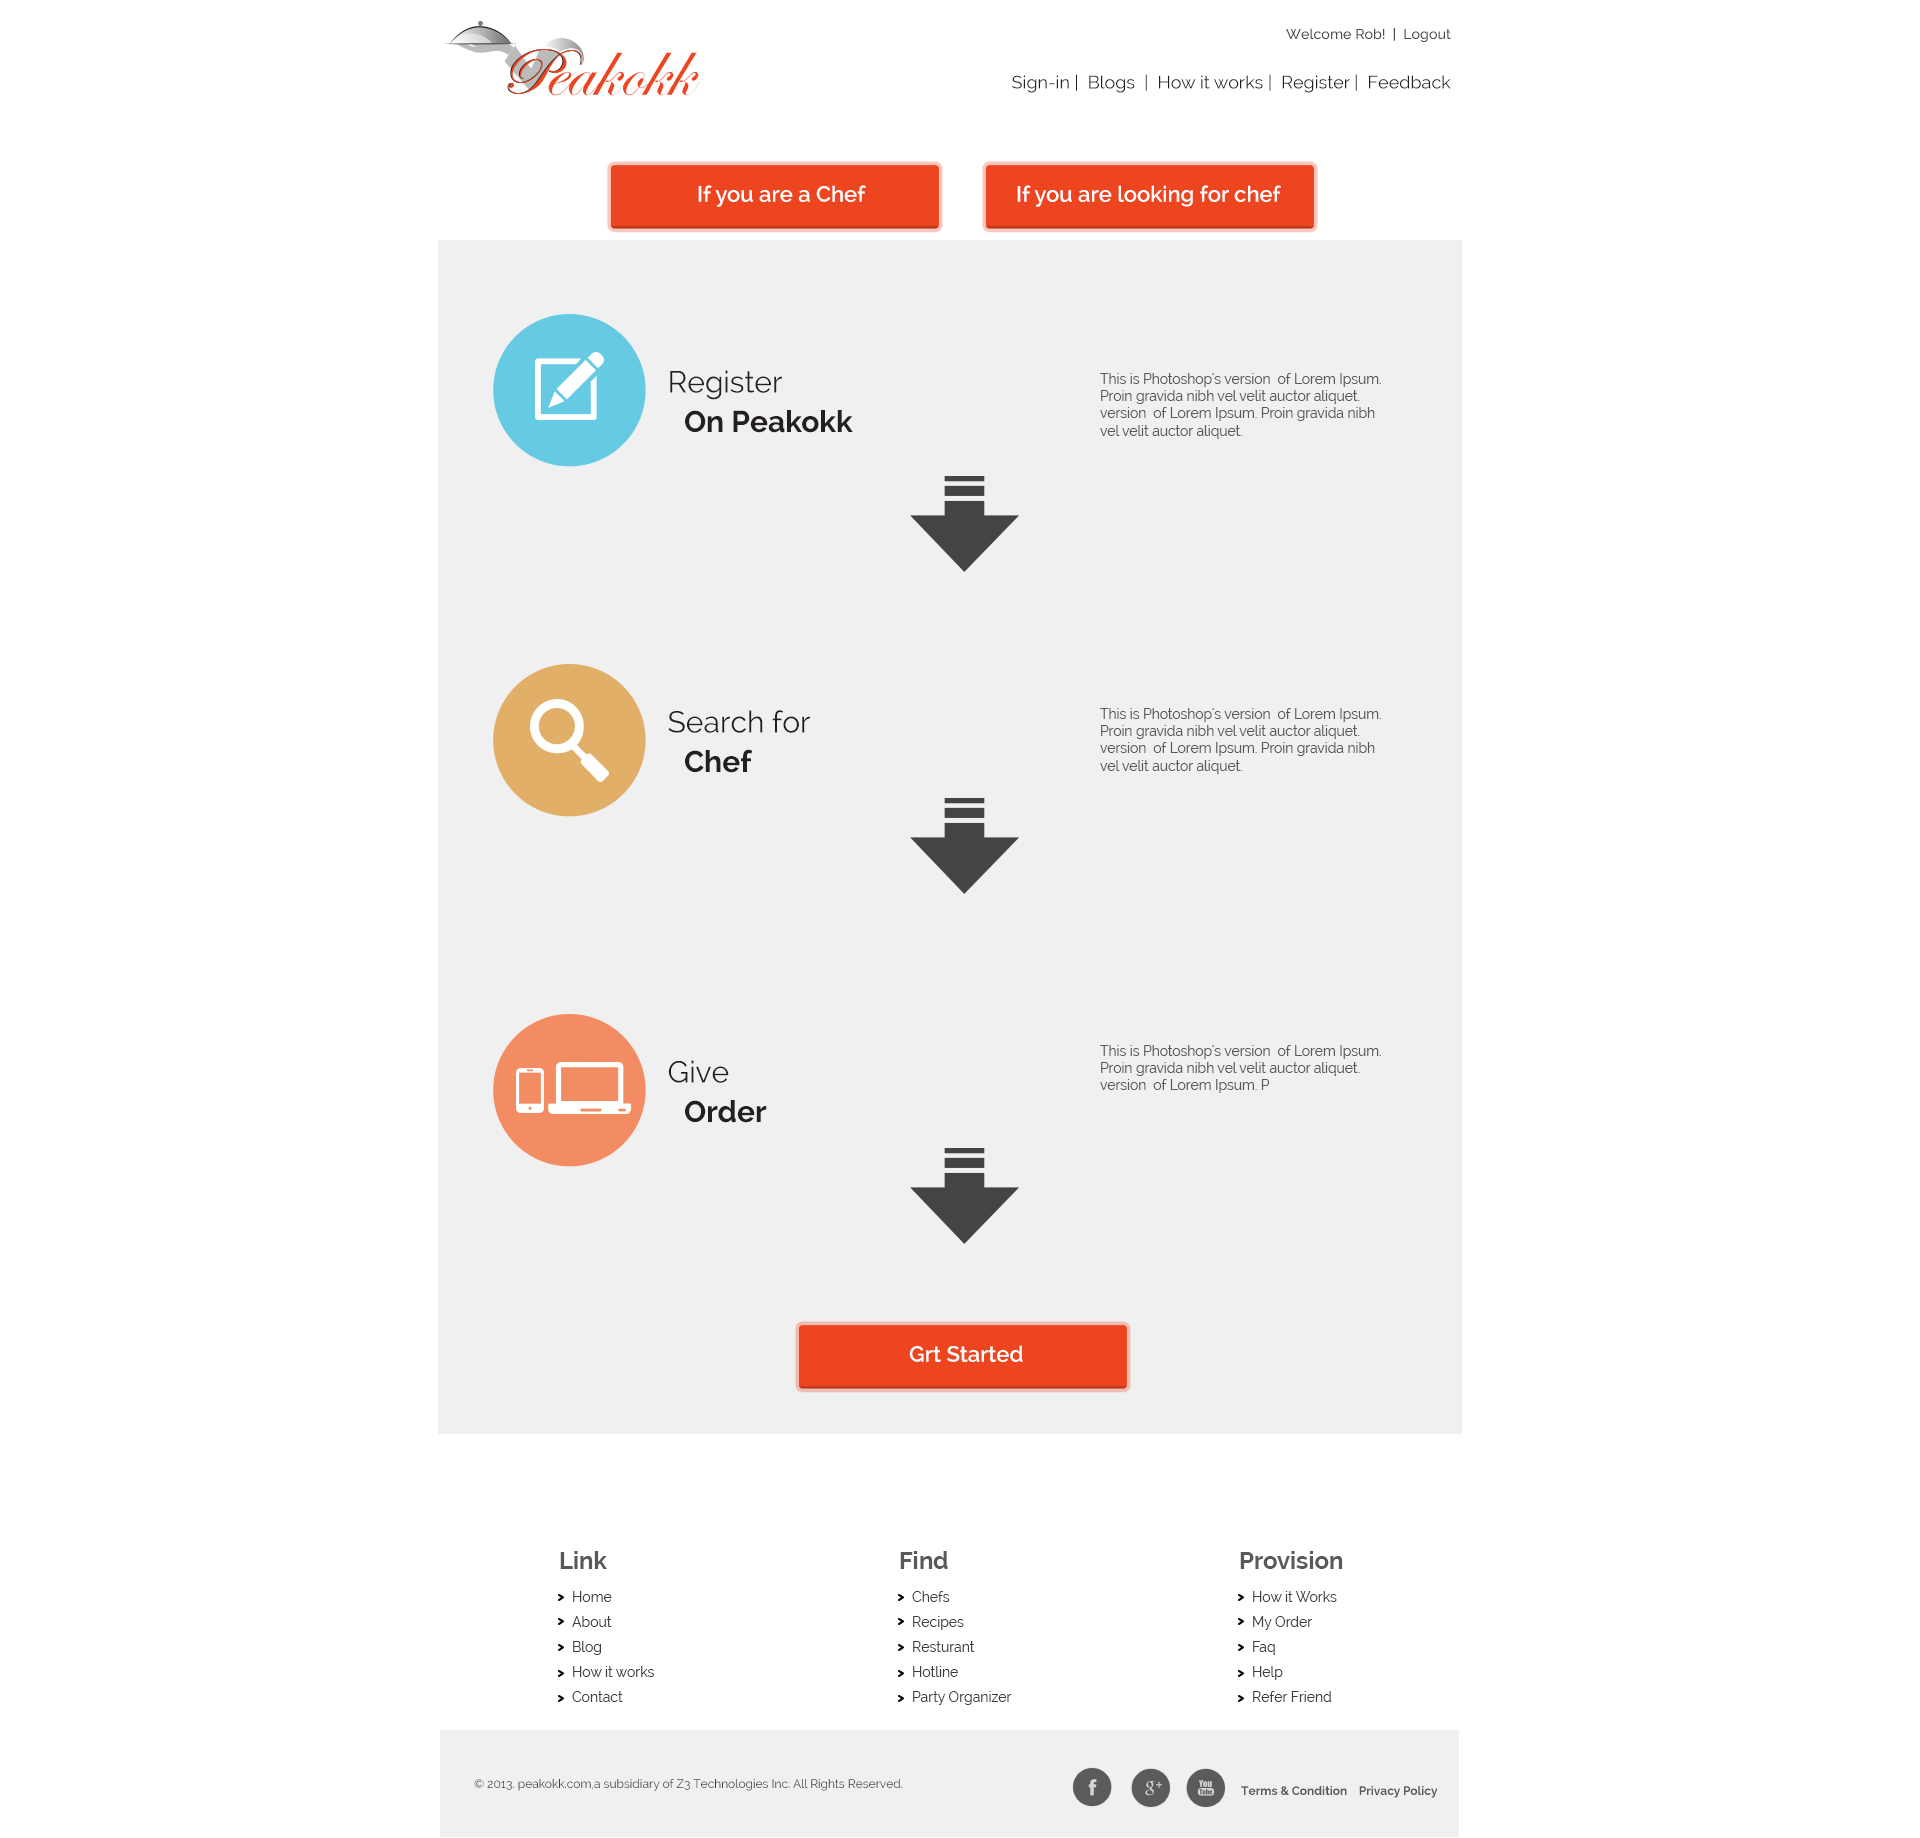 Peakokk
Welcome Rob! | Logout
Sign-in | Blogs | How it works | Register | Feedback
If you are a Chef
If you are looking for chef
Register
On Peakokk
This is Photoshop's version of Lorem Ipsum.
Proin gravida nibh vel velit auctor aliquet.
version of Lorem Ipsum. Proin gravida nibh
vel velit auctor aliquet.
Search for
Chef
This is Photoshop's version of Lorem Ipsum.
Proin gravida nibh vel velit auctor aliquet.
version of Lorem Ipsum. Proin gravida nibh
vel velit auctor aliquet.
Give
Order
This is Photoshop's version of Lorem Ipsum.
Proin gravida nibh vel velit auctor aliquet.
version of Lorem Ipsum. P
Grt Started
Link
Home
About
Blog
How it works
Contact
Find
Chefs
Recipes
Resturant
Hotline
Party Organizer
Provision
How it Works
My Order
Faq
Help
Refer Friend
© 2013. peakokk.com,a subsidiary of Z3 Technologies Inc. All Rights Reserved.
f
g+
You
Tube
Terms & Condition Privacy Policy